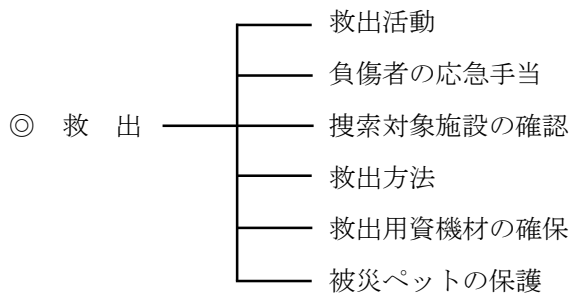 救出活動
負傷者の応急手当
◎ 救 出
捜索対象施設の確認
救出方法
救出用資機材の確保
被災ペットの保護